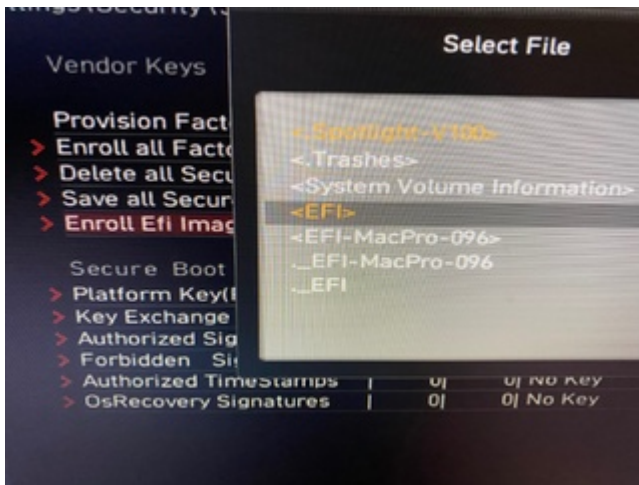 Select File
Vendor Keys
Provision Fact
> Enroll all Facto
> Delete all Secu
> Save all Secur
> Enroll Efi Imag
<.Spotlight-V100>
<.Trashes>
<System Volume Information>
<EFI>
<EFI-MacPro-096>
._EFI-MacPro-096
._EFI
Secure Boot
> Platform Key(
> Key Exchange
> Authorized Sig
> Forbidden Si
> Authorized TimeStamps | 0| 0| No Key
> OsRecovery Signatures | 0| 0| No Key